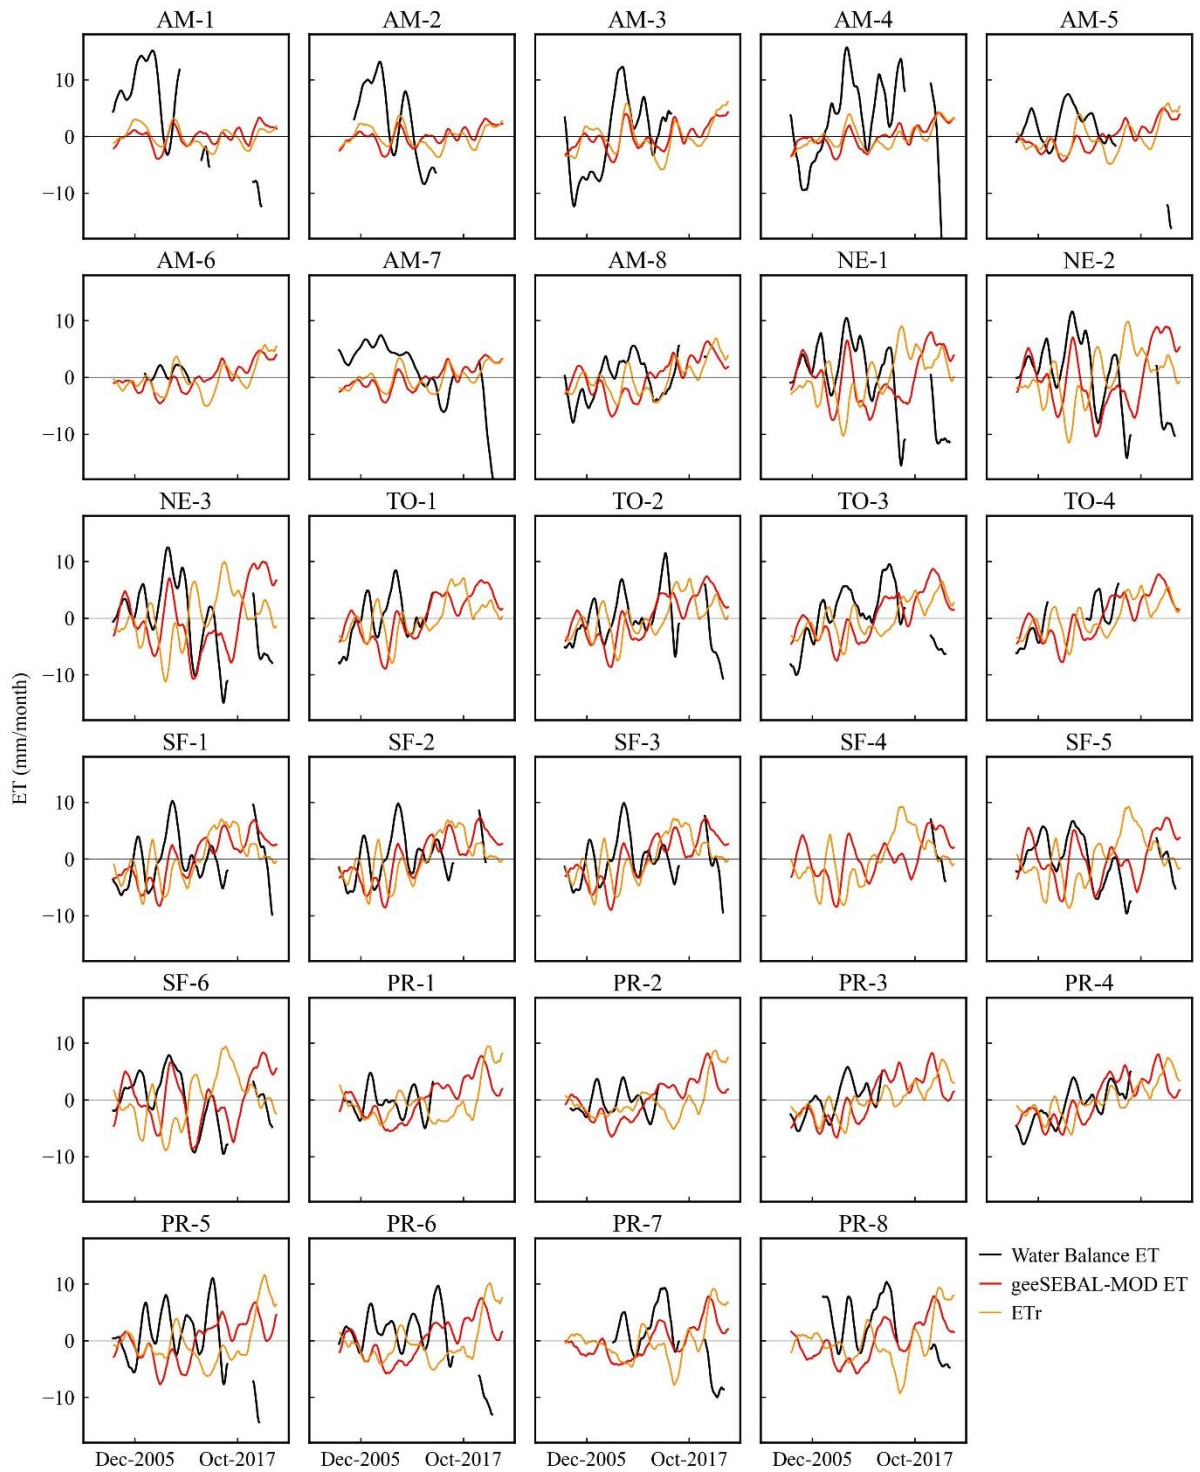 AM-1 AM-2 AM-3 AM-4 AM-5
10
0
−10
AM-6 AM-7 AM-8 NE-1 NE-2
10
0
−10
NE-3 TO-1 TO-2 TO-3 TO-4
10
0
−10
ET (mm/month)
SF-1 SF-2 SF-3 SF-4 SF-5
10
0
−10
SF-6 PR-1 PR-2 PR-3 PR-4
10
0
−10
PR-5 PR-6 PR-7 PR-8
10
0
−10
Water Balance ET
geeSEBAL-MOD ET
ETr
Dec-2005 Oct-2017 Dec-2005 Oct-2017 Dec-2005 Oct-2017 Dec-2005 Oct-2017